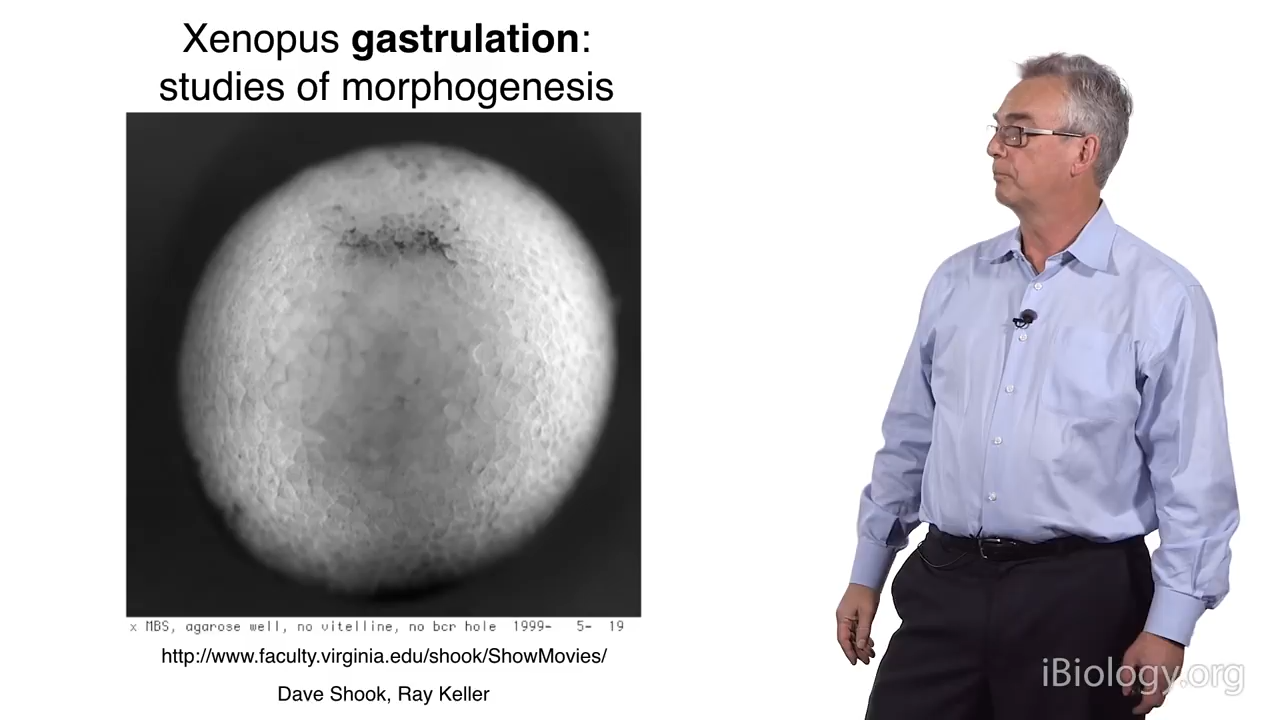 Xenopus gastrulation:
studies of morphogenesis
x MBS, agarose well, no vitelline, no bcr hole 1999- 5- 19
http://www.faculty.virginia.edu/shook/ShowMovies/
Dave Shook, Ray Keller
iBiology.org